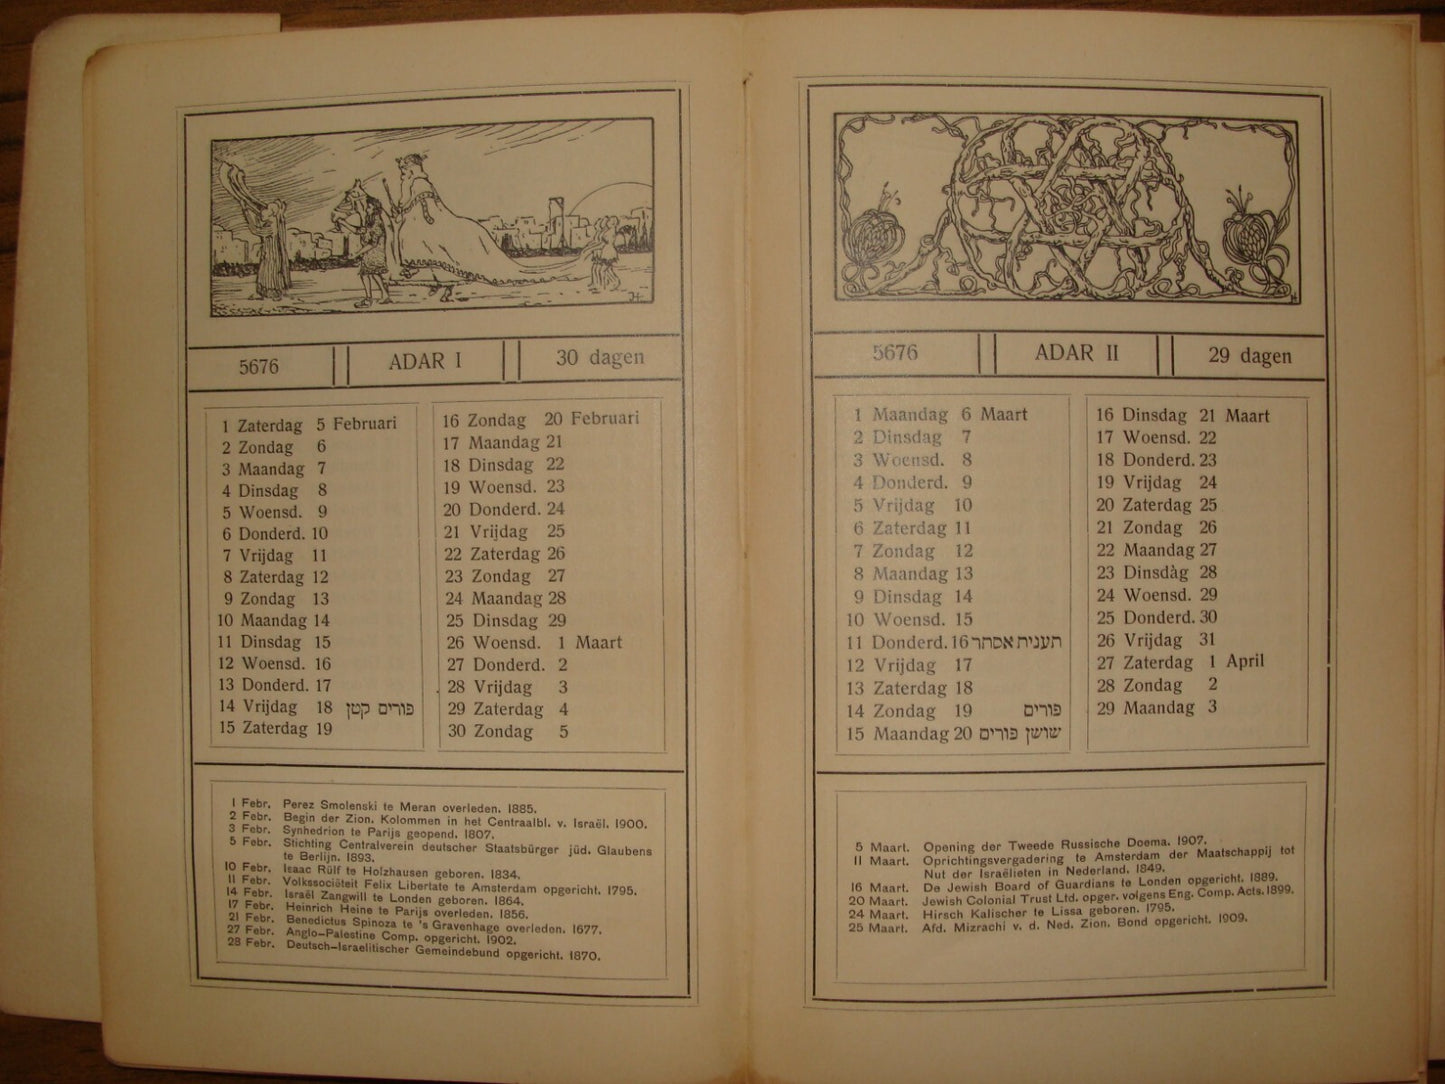 5676
ADAR I
30 dagen
1 Zaterdag 5 Februari
2 Zondag 6
3 Maandag 7
4 Dinsdag 8
5 Woensd. 9
6 Donderd. 10
7 Vrijdag 11
8 Zaterdag 12
9 Zondag 13
10 Maandag 14
11 Dinsdag 15
12 Woensd. 16
13 Donderd. 17
14 Vrijdag 18 פורים קטן
15 Zaterdag 19
16 Zondag 20 Februari
17 Maandag 21
18 Dinsdag 22
19 Woensd. 23
20 Donderd. 24
21 Vrijdag 25
22 Zaterdag 26
23 Zondag 27
24 Maandag 28
25 Dinsdag 29
26 Woensd. 1 Maart
27 Donderd. 2
28 Vrijdag 3
29 Zaterdag 4
30 Zondag 5
1 Febr. Perez Smolenski te Meran overleden. 1885.
2 Febr. Begin der Zion. Kolommen in het Centraalbl. v. Israël. 1900.
3 Febr. Synhedrion te Parijs geopend. 1807.
5 Febr. Stichting Centralverein deutscher Staatsbürger jüd. Glaubens
te Berlijn. 1893.
10 Febr. Isaac Rülf te Holzhausen geboren. 1834.
11 Febr. Volkssociëteit Felix Libertate te Amsterdam opgericht. 1795.
14 Febr. Israël Zangwill te Londen geboren. 1864.
17 Febr. Heinrich Heine te Parijs overleden. 1856.
21 Febr. Benedictus Spinoza te 's Gravenhage overleden. 1677.
27 Febr. Anglo-Palestine Comp. opgericht. 1902.
28 Febr. Deutsch-Israelitischer Gemeindebund opgericht. 1870.
5676
ADAR II
29 dagen
1 Maandag 6 Maart
2 Dinsdag 7
3 Woensd. 8
4 Donderd. 9
5 Vrijdag 10
6 Zaterdag 11
7 Zondag 12
8 Maandag 13
9 Dinsdag 14
10 Woensd. 15
11 Donderd. 16 תענית אסתר
12 Vrijdag 17
13 Zaterdag 18
14 Zondag 19 פורים
15 Maandag 20 שושן פורים
16 Dinsdag 21 Maart
17 Woensd. 22
18 Donderd. 23
19 Vrijdag 24
20 Zaterdag 25
21 Zondag 26
22 Maandag 27
23 Dinsdàg 28
24 Woensd. 29
25 Donderd. 30
26 Vrijdag 31
27 Zaterdag 1 April
28 Zondag 2
29 Maandag 3
5 Maart. Opening der Tweede Russische Doema. 1907.
11 Maart. Oprichtingsvergadering te Amsterdam der Maatschappij tot
Nut der Israëlieten in Nederland. 1849.
16 Maart. De Jewish Board of Guardians te Londen opgericht. 1889.
20 Maart. Jewish Colonial Trust Ltd. opger. volgens Eng. Comp. Acts. 1899.
24 Maart. Hirsch Kalischer te Lissa geboren. 1795.
25 Maart. Afd. Mizrachi v. d. Ned. Zion. Bond opgericht. 1909.